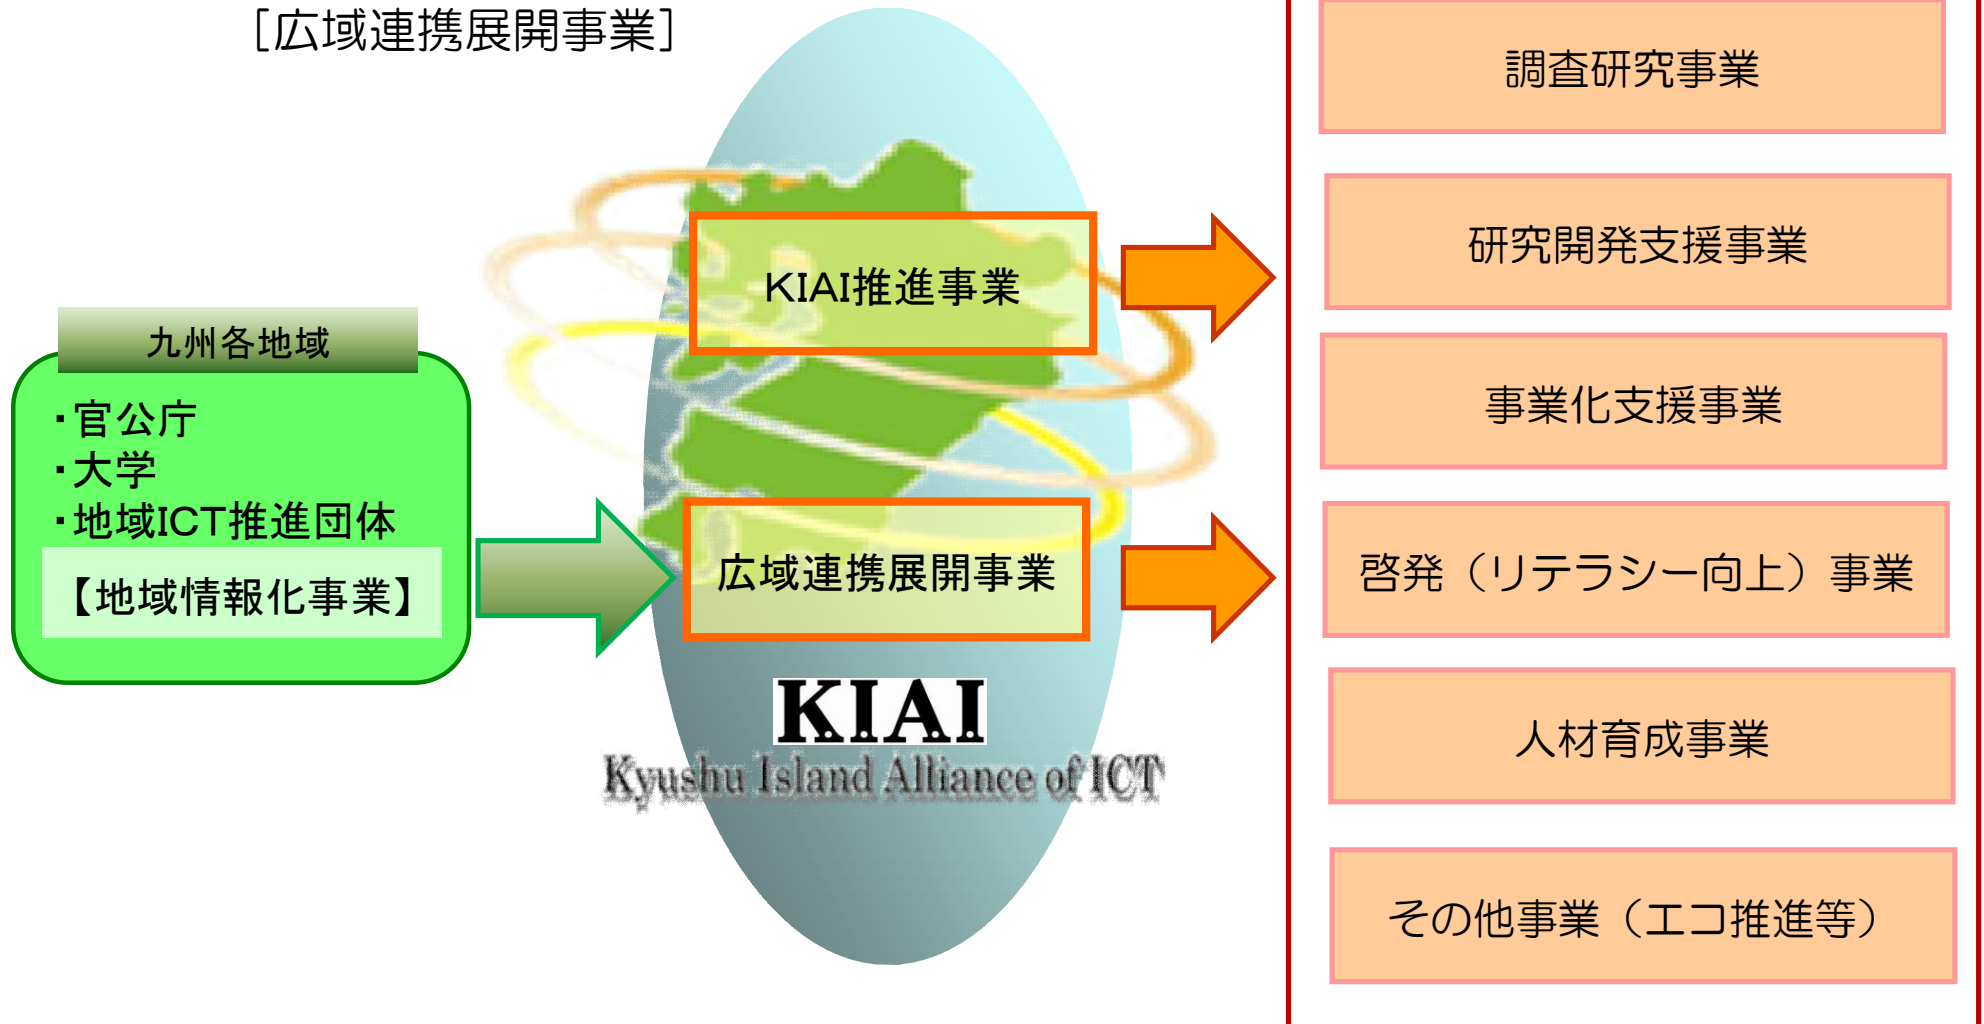 ［広域連携展開事業］
九州各地域
・官公庁
・大学
・地域ICT推進団体
【地域情報化事業】
KIAI推進事業
広域連携展開事業
KIAI
Kyushu Island Alliance of ICT
調査研究事業
研究開発支援事業
事業化支援事業
啓発（リテラシー向上）事業
人材育成事業
その他事業（エコ推進等）